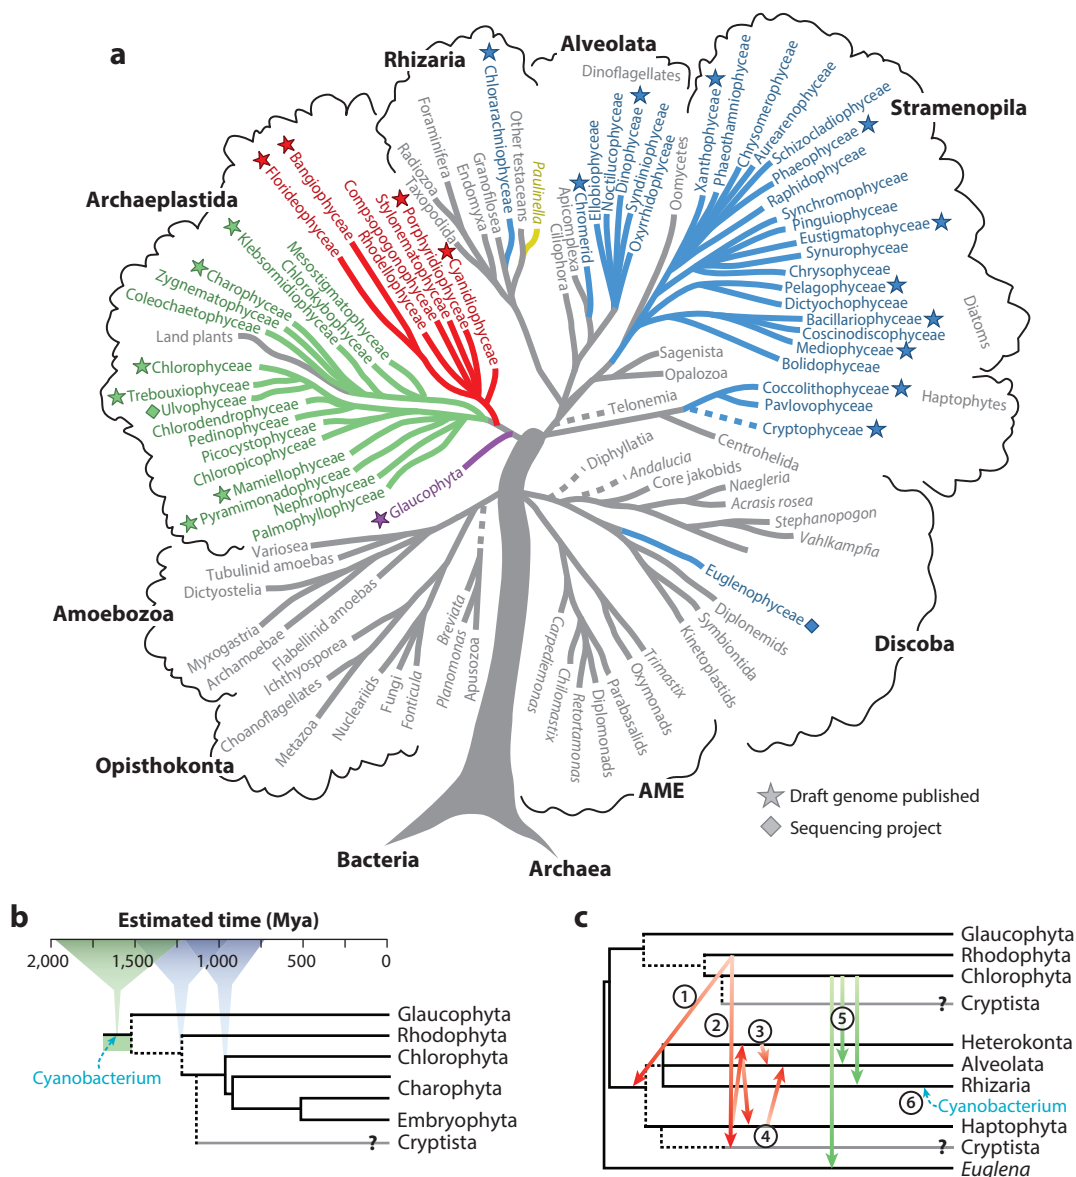 a
Rhizaria
Alveolata
Stramenopila
Archaeplastida
Amoebozoa
Opisthokonta
AME
Discoba
Bacteria
Archaea
Florideophyceae
Bangiophyceae
Compsopogonophyceae
Rhodellophyceae
Stylonematophyceae
Porphyridiophyceae
Cyanidiophyceae
Mesostigmatophyceae
Chlorokybophyceae
Klebsormidiophyceae
Charophyceae
Zygnematophyceae
Coleochaetophyceae
Land plants
Chlorophyceae
Trebouxiophyceae
Ulvophyceae
Chlorodendrophyceae
Pedinophyceae
Picocystophyceae
Chloropicophyceae
Mamiellophyceae
Pyramimonadophyceae
Nephrophyceae
Palmophyllophyceae
Glaucophyta
Foraminifera
Radiozoa
Taxopodida
Endomyxa
Granofilosea
Chlorarachniophyceae
Other testaceans
Paulinella
Dinoflagellates
Ciliophora
Apicomplexa
Chromerid
Ellobiophyceae
Noctilucophyceae
Dinophyceae
Syndiniophyceae
Oxyrrhidophyceae
Oomycetes
Xanthophyceae
Phaeothamniophyceae
Chrysomerophyceae
Aurearenophyceae
Schizocladiophyceae
Phaeophyceae
Raphidophyceae
Synchromophyceae
Pinguiophyceae
Eustigmatophyceae
Synurophyceae
Chrysophyceae
Pelagophyceae
Dictyochophyceae
Bacillariophyceae
Coscinodiscophyceae
Mediophyceae
Bolidophyceae
Diatoms
Sagenista
Opalozoa
Telonemia
Coccolithophyceae
Pavlovophyceae
Cryptophyceae
Haptophytes
Centrohelida
Diphyllatia
Andalucia
Core jakobids
Naegleria
Acrasis rosea
Stephanopogon
Vahlkampfia
Euglenophyceae
Diplonemids
Symbiontida
Kinetoplastids
Trimastix
Oxymonads
Parabasalids
Diplomonads
Retortamonas
Chilomastix
Carpediemonas
Variosea
Tubulinid amoebas
Dictyostelia
Myxogastria
Archamoebae
Flabellinid amoebas
Ichthyosporea
Choanoflagellates
Metazoa
Nucleariids
Fungi
Fonticula
Breviata
Planomonas
Apusozoa
Draft genome published
Sequencing project
b
Estimated time (Mya)
2,000 1,500 1,000 500 0
Glaucophyta
Rhodophyta
Chlorophyta
Charophyta
Embryophyta
? Cryptista
Cyanobacterium
c
Glaucophyta
Rhodophyta
Chlorophyta
? Cryptista
Heterokonta
Alveolata
Rhizaria
Cyanobacterium
Haptophyta
? Cryptista
Euglena
1
2
3
4
5
6